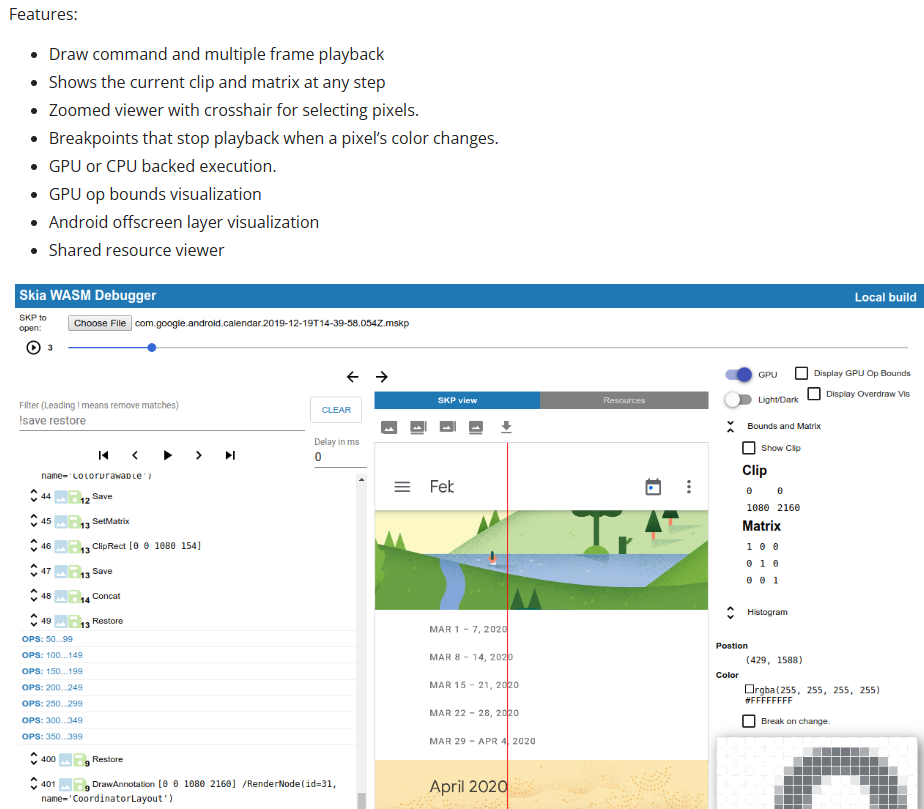 Features:
Draw command and multiple frame playback
Shows the current clip and matrix at any step
Zoomed viewer with crosshair for selecting pixels.
Breakpoints that stop playback when a pixel’s color changes.
GPU or CPU backed execution.
GPU op bounds visualization
Android offscreen layer visualization
Shared resource viewer
Skia WASM Debugger
Local build
SKP to
open:
Choose File com.google.android.calendar.2019-12-19T14-39-58.054Z.mskp
3
Filter (Leading ! means remove matches)
!save restore
CLEAR
Delay in ms
0
name='ColorDrawable')
44 12 Save
45 13 SetMatrix
46 13 ClipRect [0 0 1080 154]
47 13 Save
48 14 Concat
49 13 Restore
OPS: 50...99
OPS: 100...149
OPS: 150...199
OPS: 200...249
OPS: 250...299
OPS: 300...349
OPS: 350...399
400 9 Restore
401 9 DrawAnnotation [0 0 1080 2160] /RenderNode(id=31,
name='CoordinatorLayout')
SKP view
Resources
Feb
MAR 1 – 7, 2020
MAR 8 – 14, 2020
MAR 15 – 21, 2020
MAR 22 – 28, 2020
MAR 29 – APR 4, 2020
April 2020
GPU
Display GPU Op Bounds
Light/Dark
Display Overdraw Vis
Bounds and Matrix
Show Clip
Clip
0 0
1080 2160
Matrix
1 0 0
0 1 0
0 0 1
Histogram
Postion
(429, 1588)
Color
rgba(255, 255, 255, 255)
#FFFFFFFF
Break on change.